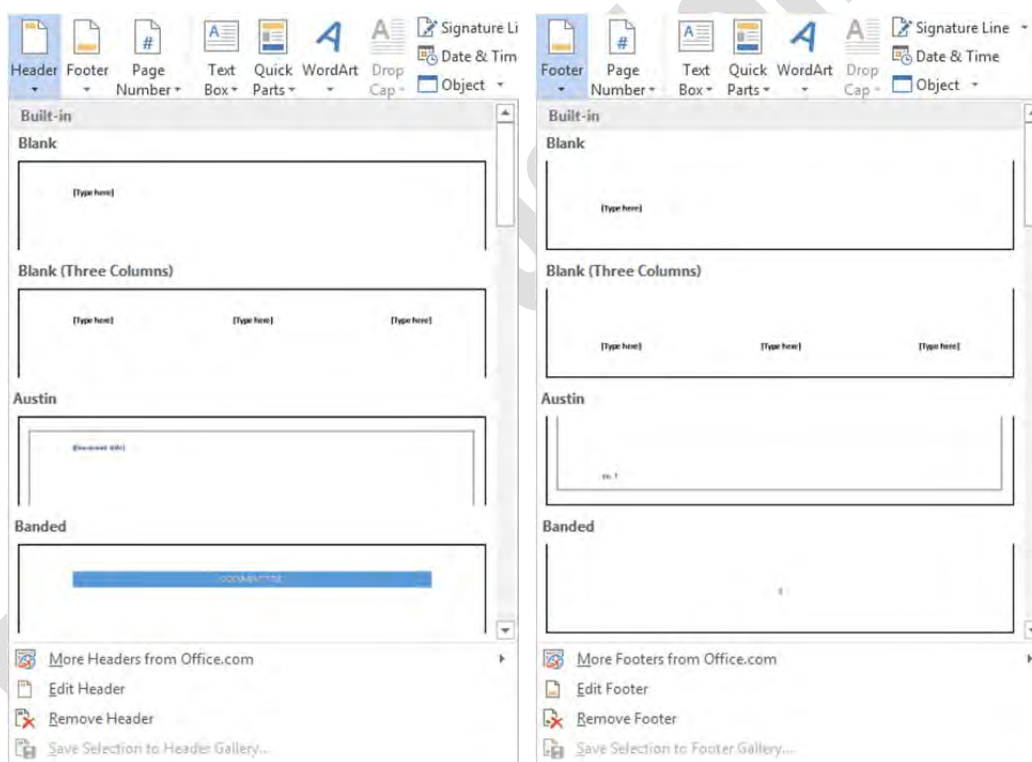 Header Footer Page Number Text Box Quick Parts WordArt Drop Cap Signature Li
Date & Tim
Object
Built-in
Blank
[Type here]
Blank (Three Columns)
[Type here] [Type here] [Type here]
Austin
[Document title]
Banded
DOCUMENT TITLE
More Headers from Office.com
Edit Header
Remove Header
Save Selection to Header Gallery...
Footer Page Number Text Box Quick Parts WordArt Drop Cap Signature Line
Date & Time
Object
Built-in
Blank
[Type here]
Blank (Three Columns)
[Type here] [Type here] [Type here]
Austin
Banded
More Footers from Office.com
Edit Footer
Remove Footer
Save Selection to Footer Gallery...